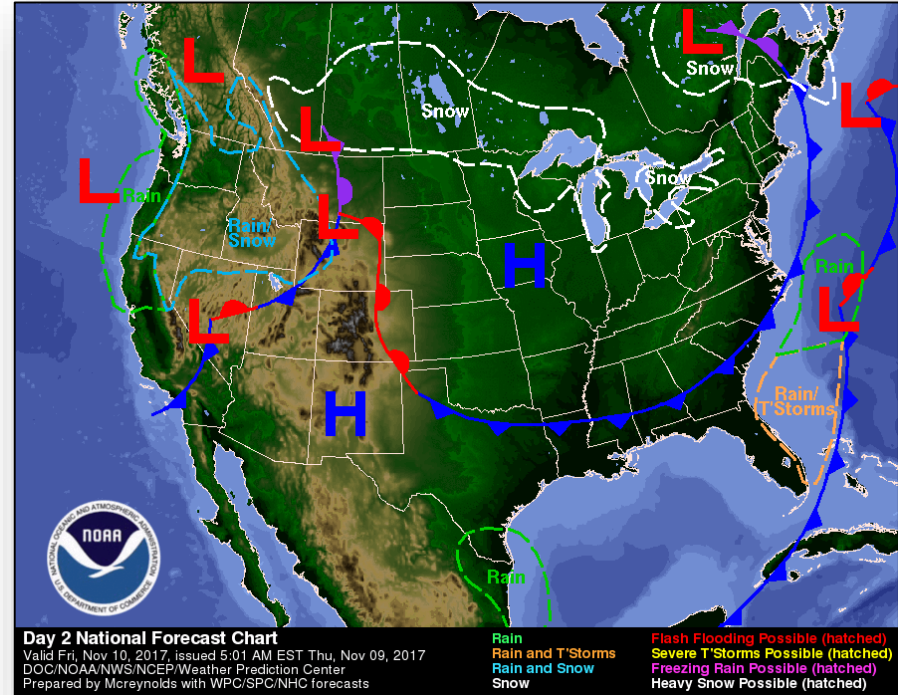 L
L
L
Snow
Snow
L
L
L
Rain
Snow
L
Rain/
Snow
H
Rain
L
L
Rain/
T'Storms
H
Rain
NATIONAL OCEANIC AND ATMOSPHERIC ADMINISTRATION
NOAA
U.S. DEPARTMENT OF COMMERCE
Day 2 National Forecast Chart
Valid Fri, Nov 10, 2017, issued 5:01 AM EST Thu, Nov 09, 2017
DOC/NOAA/NWS/NCEP/Weather Prediction Center
Prepared by Mcreynolds with WPC/SPC/NHC forecasts
Rain
Rain and T'Storms
Rain and Snow
Snow
Flash Flooding Possible (hatched)
Severe T'Storms Possible (hatched)
Freezing Rain Possible (hatched)
Heavy Snow Possible (hatched)